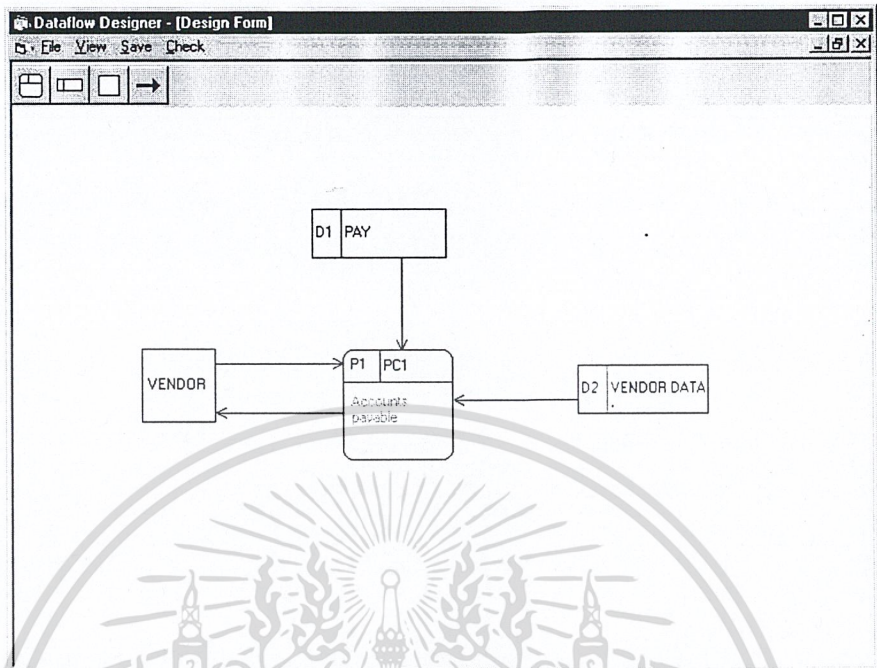 Dataflow Designer - [Design Form]
File View Save Check
D1 PAY
VENDOR
P1 PC1
Accounts
payable
D2 VENDOR DATA